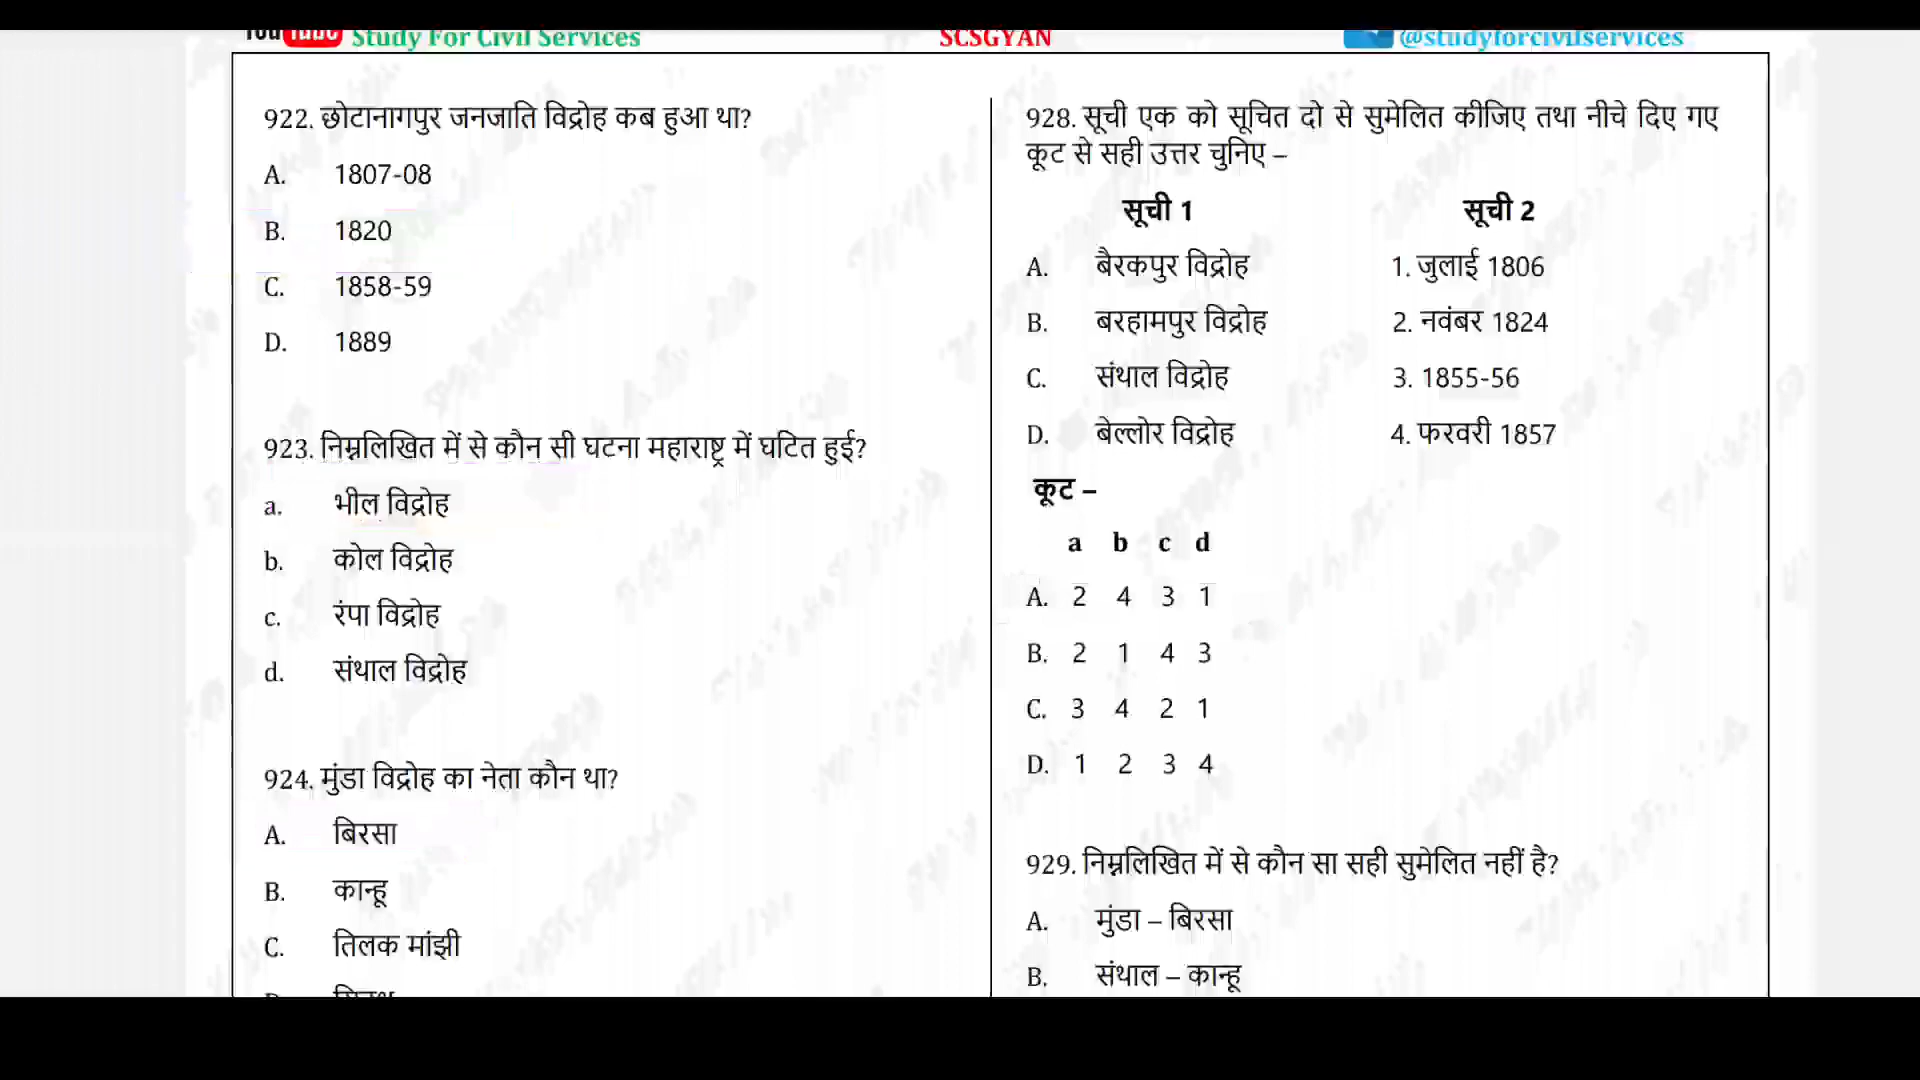 YouTube Study For Civil Services
SCSGYAN
@studyforcivilservices
922. छोटानागपुर जनजाति विद्रोह कब हुआ था?
A. 1807-08
B. 1820
C. 1858-59
D. 1889
923. निम्नलिखित में से कौन सी घटना महाराष्ट्र में घटित हुई?
a. भील विद्रोह
b. कोल विद्रोह
c. रंपा विद्रोह
d. संथाल विद्रोह
924. मुंडा विद्रोह का नेता कौन था?
A. बिरसा
B. कान्हू
C. तिलक मांझी
928. सूची एक को सूचित दो से सुमेलित कीजिए तथा नीचे दिए गए
कूट से सही उत्तर चुनिए –
सूची 1 सूची 2
A. बैरकपुर विद्रोह 1. जुलाई 1806
B. बरहामपुर विद्रोह 2. नवंबर 1824
C. संथाल विद्रोह 3. 1855-56
D. बेल्लोर विद्रोह 4. फरवरी 1857
कूट –
a b c d
A. 2 4 3 1
B. 2 1 4 3
C. 3 4 2 1
D. 1 2 3 4
929. निम्नलिखित में से कौन सा सही सुमेलित नहीं है?
A. मुंडा – बिरसा
B. संथाल – कान्हू